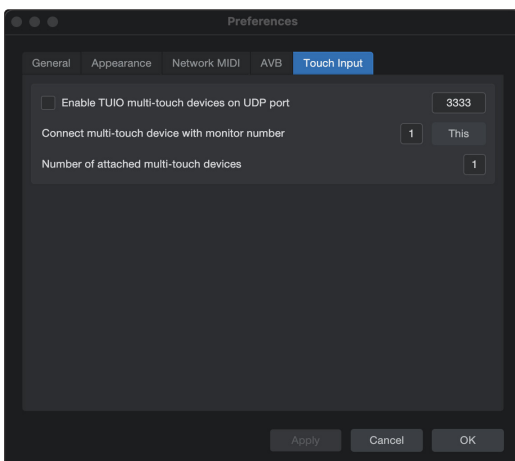 Preferences
General Appearance Network MIDI AVB Touch Input
Enable TUIO multi-touch devices on UDP port 3333
Connect multi-touch device with monitor number 1 This
Number of attached multi-touch devices 1
Apply Cancel OK